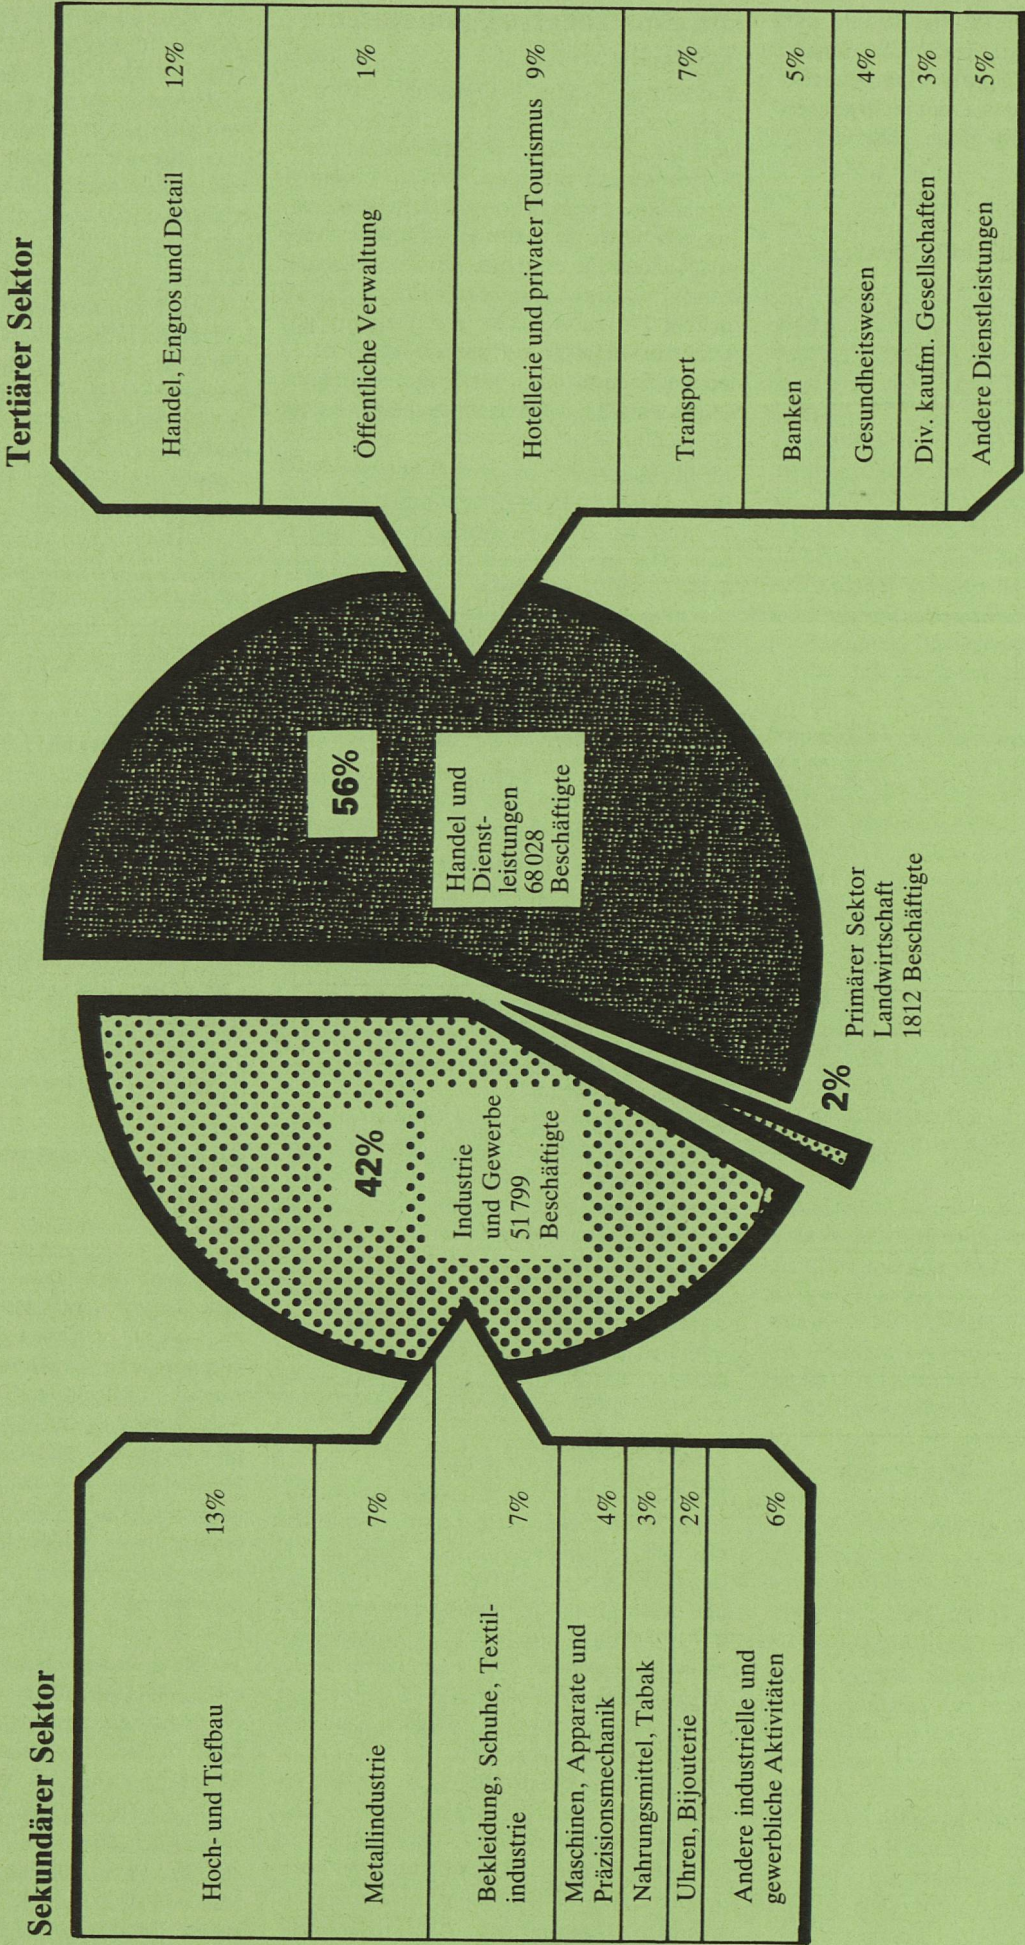 Sekundärer Sektor
Hoch- und Tiefbau 13%
Metallindustrie 7%
Bekleidung, Schuhe, Textil-
industrie 7%
Maschinen, Apparate und
Präzisionsmechanik 4%
Nahrungsmittel, Tabak 3%
Uhren, Bijouterie 2%
Andere industrielle und
gewerbliche Aktivitäten 6%
42%
Industrie
und Gewerbe
51 799
Beschäftigte
2%
Primärer Sektor
Landwirtschaft
1812 Beschäftigte
56%
Handel und
Dienst-
leistungen
68 028
Beschäftigte
Tertiärer Sektor
Handel, Engros und Detail 12%
Öffentliche Verwaltung 1%
Hotellerie und privater Tourismus 9%
Transport 7%
Banken 5%
Gesundheitswesen 4%
Div. kaufm. Gesellschaften 3%
Andere Dienstleistungen 5%